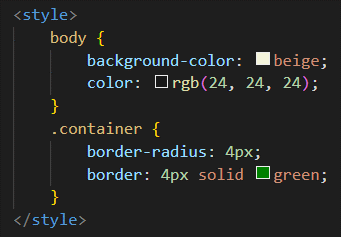 <style>
    body {
        background-color: beige;
        color: rgb(24, 24, 24);
    }
    .container {
        border-radius: 4px;
        border: 4px solid green;
    }
</style>